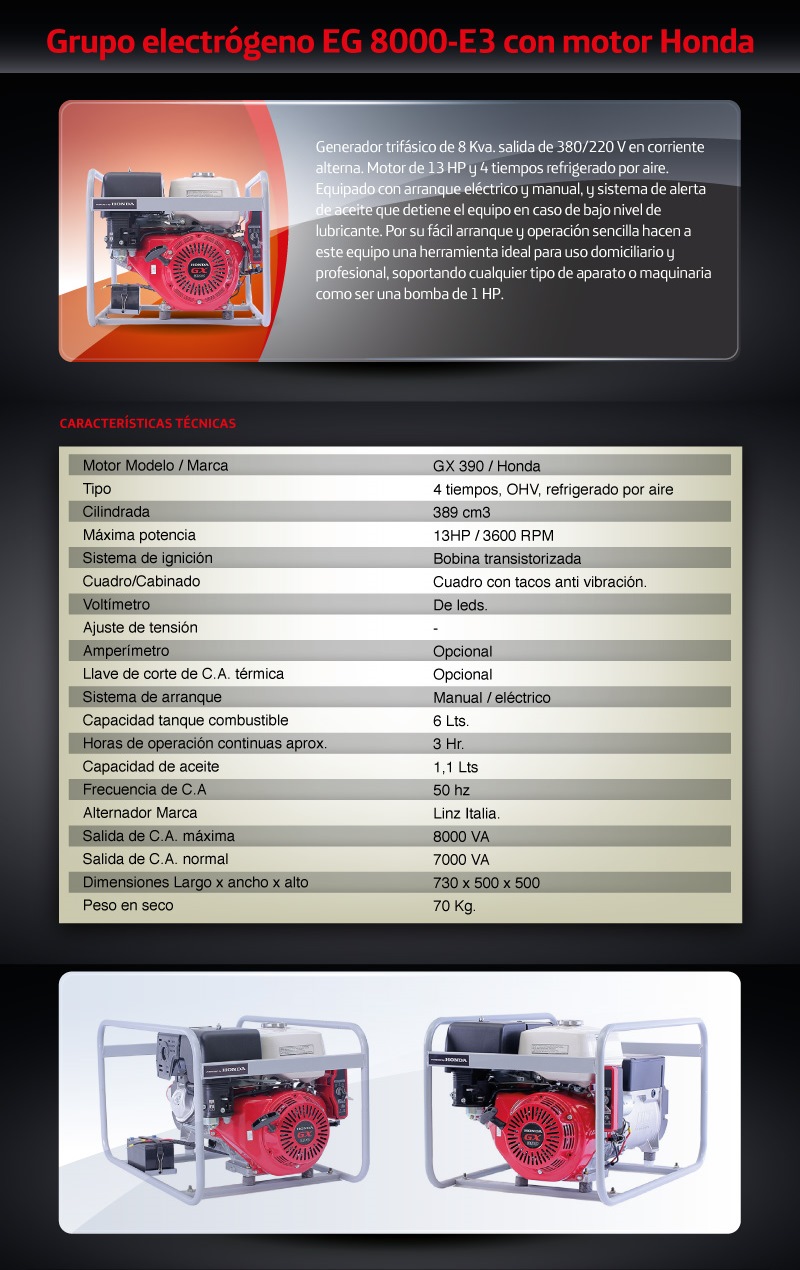 Grupo electrógeno EG 8000-E3 con motor Honda
Generador trifásico de 8 Kva. salida de 380/220 V en corriente
alterna. Motor de 13 HP y 4 tiempos refrigerado por aire.
Equipado con arranque eléctrico y manual, y sistema de alerta
de aceite que detiene el equipo en caso de bajo nivel de
lubricante. Por su fácil arranque y operación sencilla hacen a
este equipo una herramienta ideal para uso domiciliario y
profesional, soportando cualquier tipo de aparato o maquinaria
como ser una bomba de 1 HP.
HONDA
HONDA
GX
CARACTERÍSTICAS TÉCNICAS
Motor Modelo / Marca GX 390 / Honda
Tipo 4 tiempos, OHV, refrigerado por aire
Cilindrada 389 cm3
Máxima potencia 13HP / 3600 RPM
Sistema de ignición Bobina transistorizada
Cuadro/Cabinado Cuadro con tacos anti vibración.
Voltímetro De leds.
Ajuste de tensión -
Amperímetro Opcional
Llave de corte de C.A. térmica Opcional
Sistema de arranque Manual / eléctrico
Capacidad tanque combustible 6 Lts.
Horas de operación continuas aprox. 3 Hr.
Capacidad de aceite 1,1 Lts
Frecuencia de C.A 50 hz
Alternador Marca Linz Italia.
Salida de C.A. máxima 8000 VA
Salida de C.A. normal 7000 VA
Dimensiones Largo x ancho x alto 730 x 500 x 500
Peso en seco 70 Kg.
HONDA
HONDA
GX
HONDA
HONDA
GX